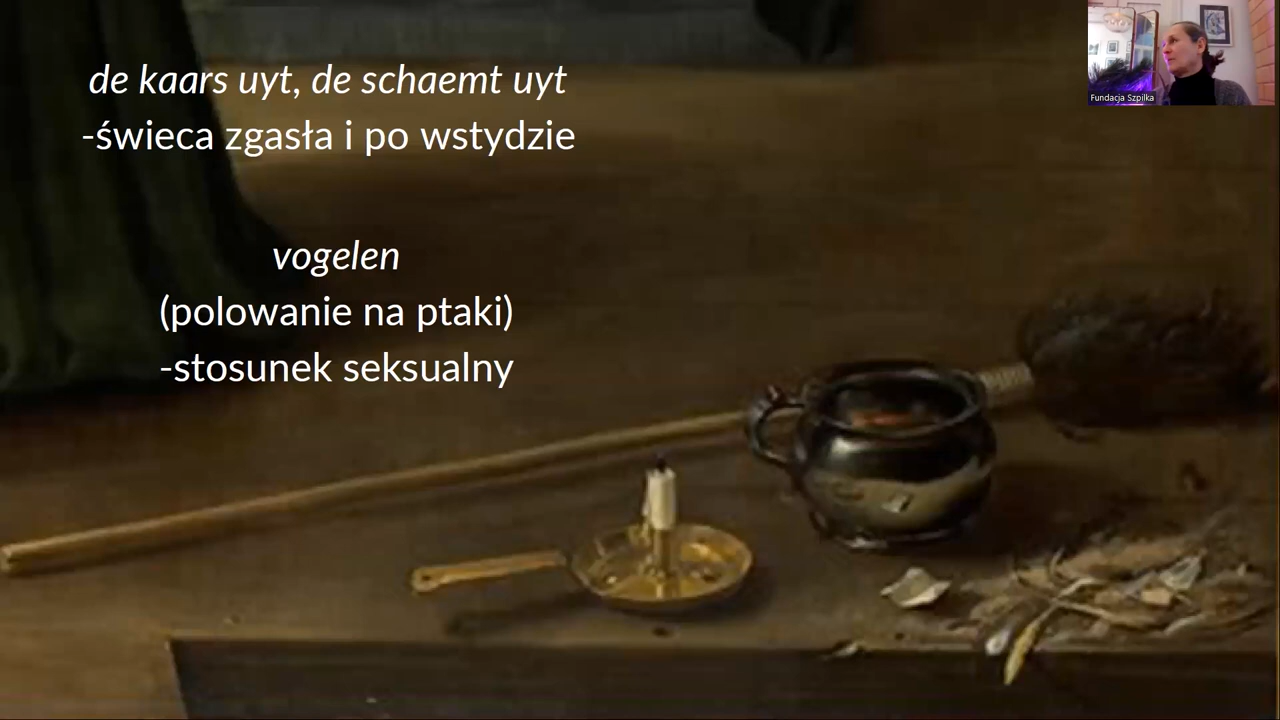 de kaars uyt, de schaemt uyt
-świeca zgasła i po wstydzie
vogelen
(polowanie na ptaki)
-stosunek seksualny
Fundacja Szpilka